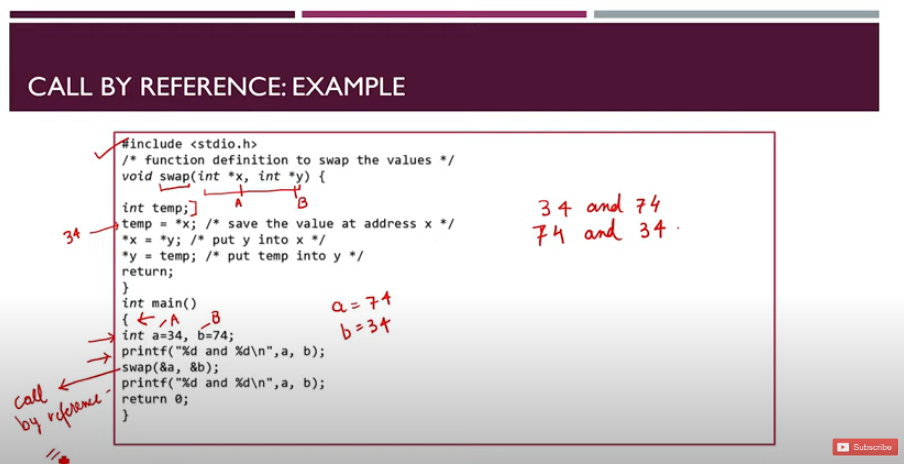 CALL BY REFERENCE: EXAMPLE
#include <stdio.h>
/* function definition to swap the values */
void swap(int *x, int *y) {
A B
int temp;]
34
temp = *x; /* save the value at address x */
*x = *y; /* put y into x */
*y = temp; /* put temp into y */
return;
}
int main()
{ A B
int a=34, b=74;
printf("%d and %d\n",a, b);
swap(&a, &b);
printf("%d and %d\n",a, b);
return 0;
}
call
by reference
a = 74
b = 34
34 and 74
74 and 34
Subscribe